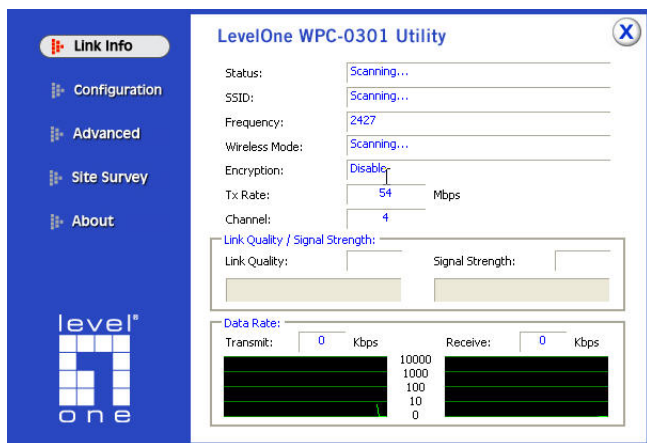 Link Info
Configuration
Advanced
Site Survey
About
level®
one
LevelOne WPC-0301 Utility
X
Status: Scanning...
SSID: Scanning...
Frequency: 2427
Wireless Mode: Scanning...
Encryption: Disable
Tx Rate: 54 Mbps
Channel: 4
Link Quality / Signal Strength:
Link Quality: Signal Strength:
Data Rate:
Transmit: 0 Kbps Receive: 0 Kbps
10000
1000
100
10
0